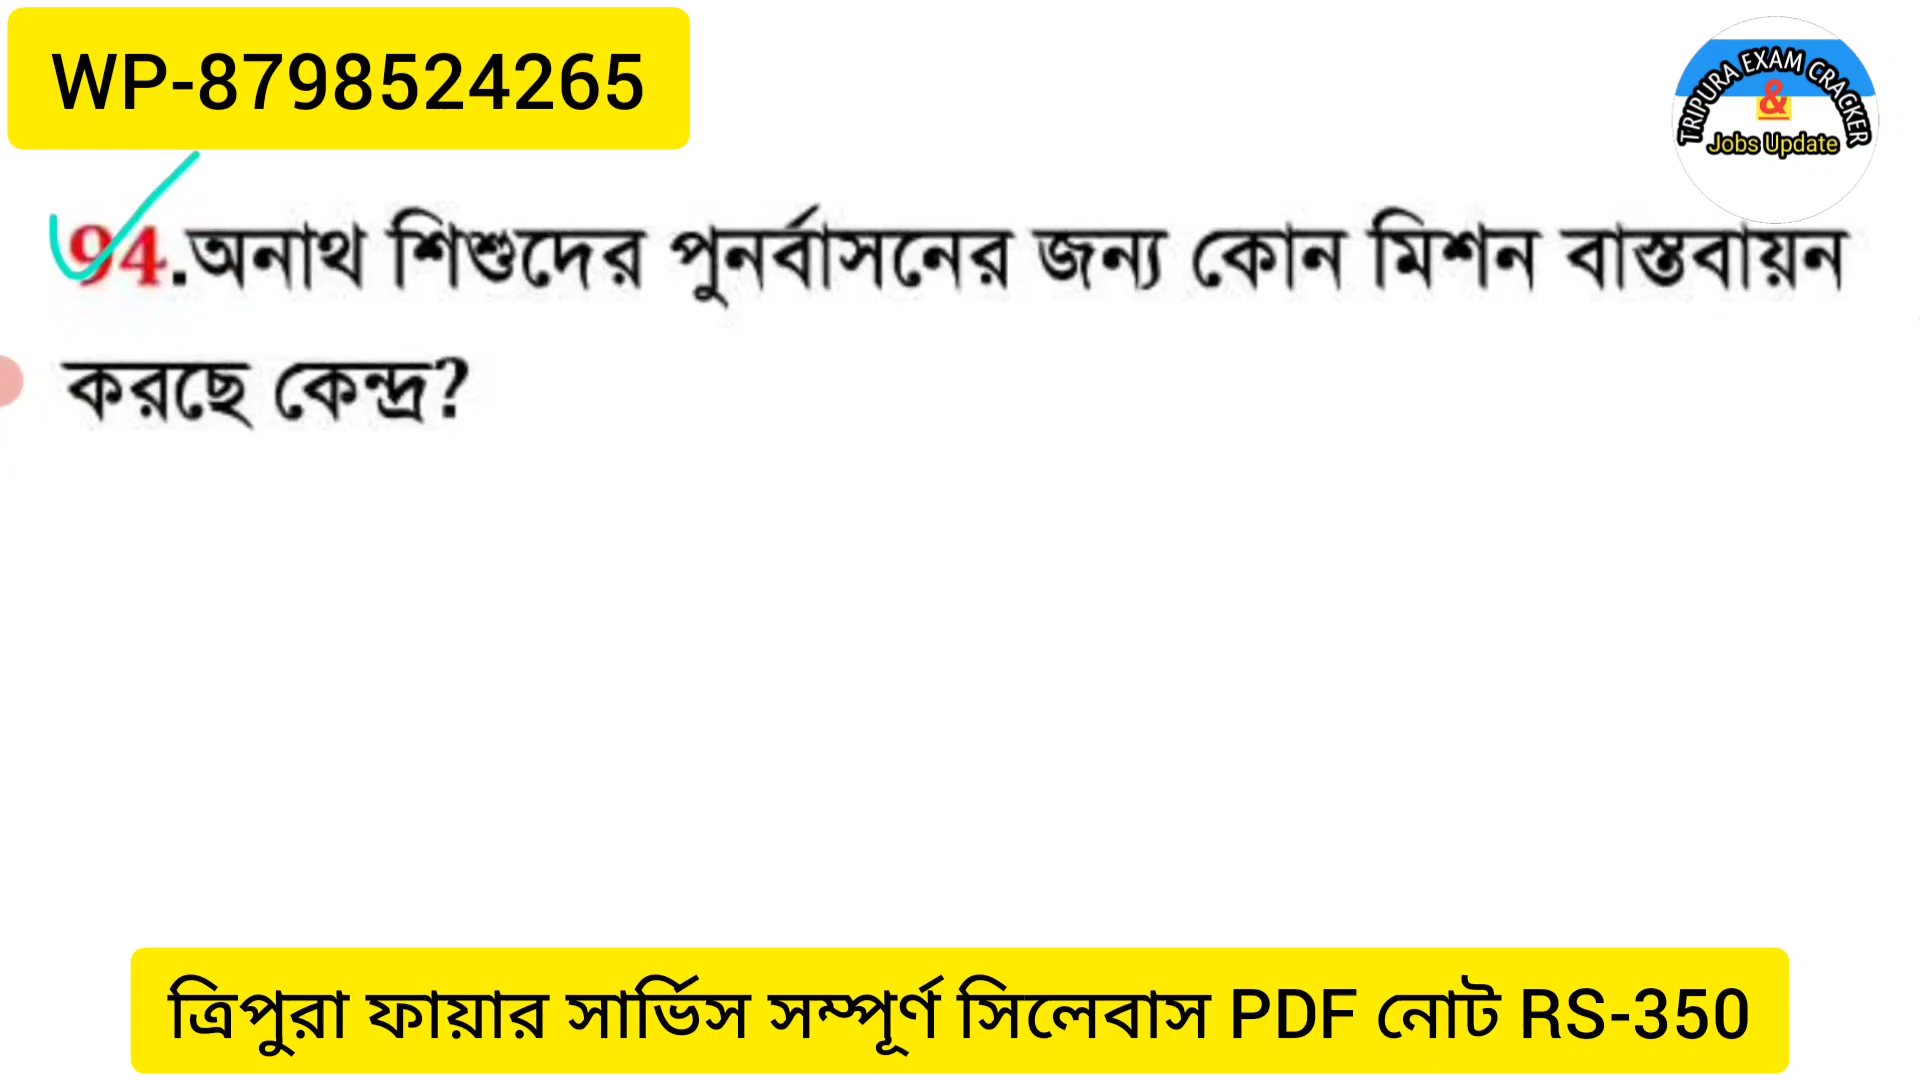 WP-8798524265
TRIPURA EXAM CRACKER
&
Jobs Update
94.অনাথ শিশুদের পুনর্বাসনের জন্য কোন মিশন বাস্তবায়ন
করছে কেন্দ্র?
ত্রিপুরা ফায়ার সার্ভিস সম্পূর্ণ সিলেবাস PDF নোট RS-350